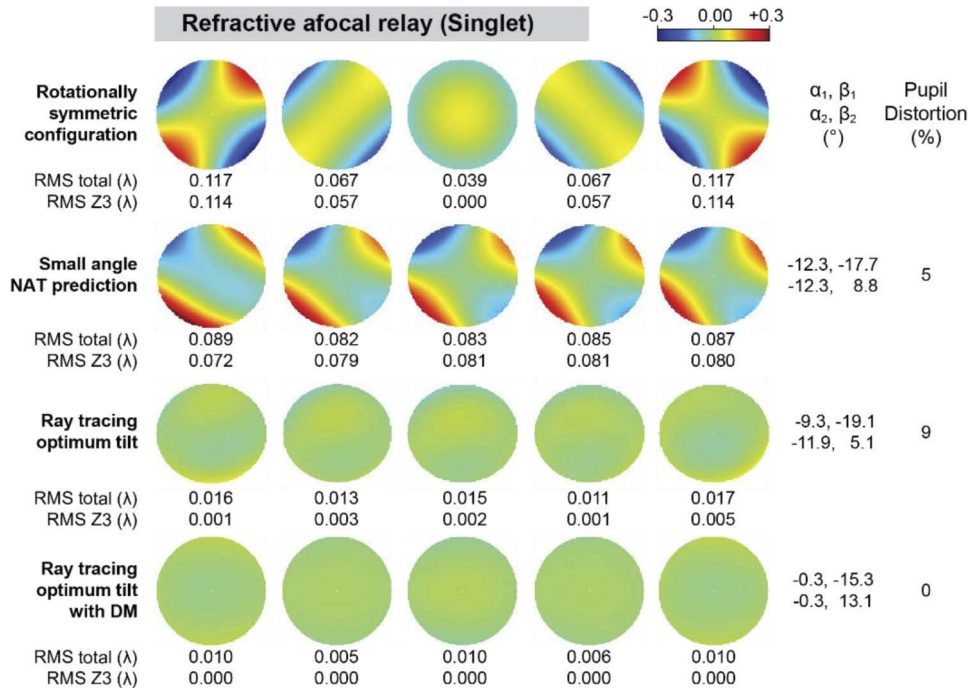 Refractive afocal relay (Singlet)
-0.3 0.00 +0.3
Rotationally
symmetric
configuration
α₁, β₁
α₂, β₂
(°)
Pupil
Distortion
(%)
RMS total (λ) 0.117 0.067 0.039 0.067 0.117
RMS Z3 (λ) 0.114 0.057 0.000 0.057 0.114
Small angle
NAT prediction
-12.3, -17.7
-12.3, 8.8
5
RMS total (λ) 0.089 0.082 0.083 0.085 0.087
RMS Z3 (λ) 0.072 0.079 0.081 0.081 0.080
Ray tracing
optimum tilt
-9.3, -19.1
-11.9, 5.1
9
RMS total (λ) 0.016 0.013 0.015 0.011 0.017
RMS Z3 (λ) 0.001 0.003 0.002 0.001 0.005
Ray tracing
optimum tilt
with DM
-0.3, -15.3
-0.3, 13.1
0
RMS total (λ) 0.010 0.005 0.010 0.006 0.010
RMS Z3 (λ) 0.000 0.000 0.000 0.000 0.000